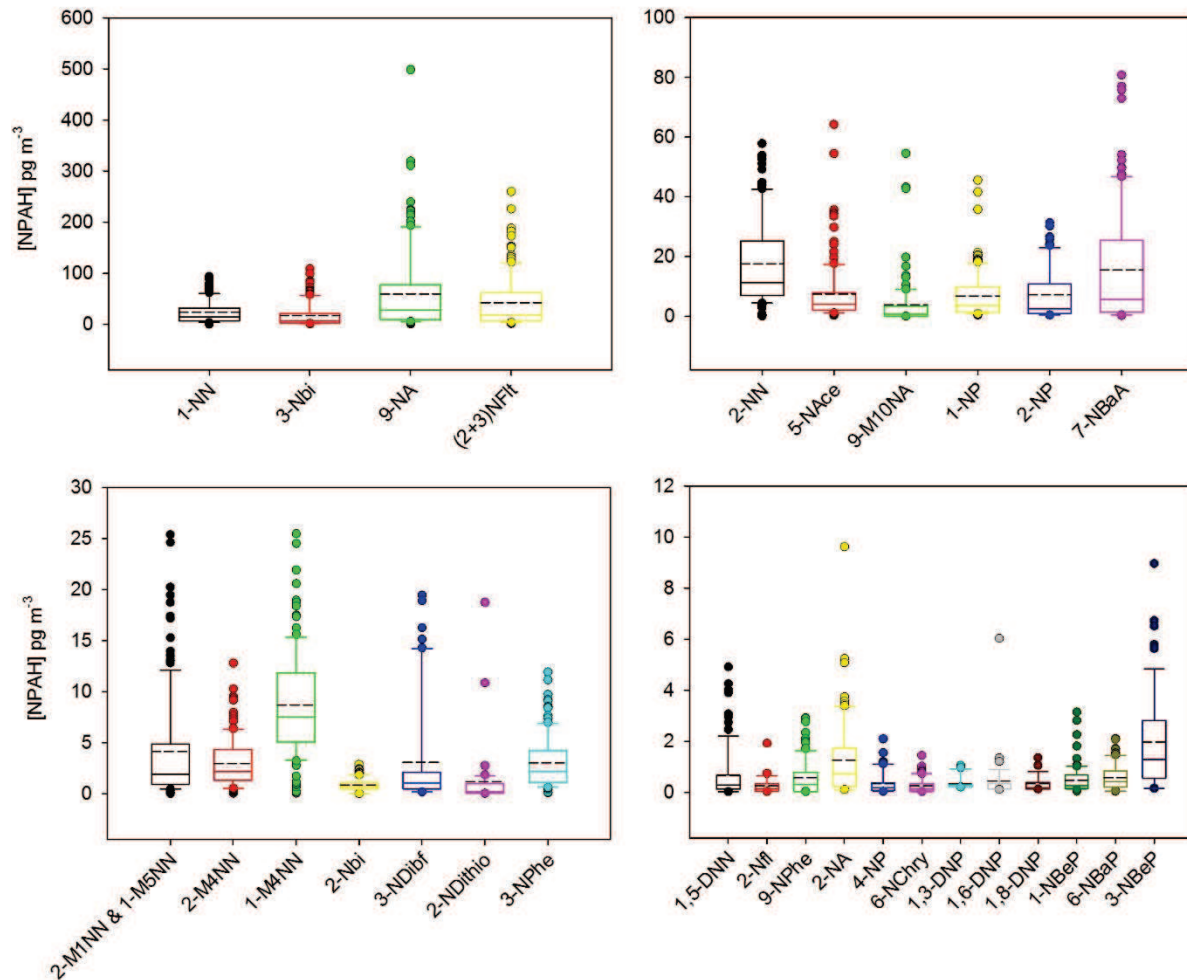 600
500
400
300
200
100
0
[NPAH] pg m⁻³
1-NN
3-Nbi
9-NA
(2+3)NFlt
100
80
60
40
20
0
2-NN
5-NAce
9-M10NA
1-NP
2-NP
7-NBaA
30
25
20
15
10
5
0
[NPAH] pg m⁻³
2-M1NN & 1-M5NN
2-M4NN
1-M4NN
2-Nbi
3-NDibf
2-NDithio
3-NPhe
12
10
8
6
4
2
0
1,5-DNN
2-Nfl
9-NPhe
2-NA
4-NP
6-NChry
1,3-DNP
1,6-DNP
1,8-DNP
1-NBeP
6-NBaP
3-NBeP